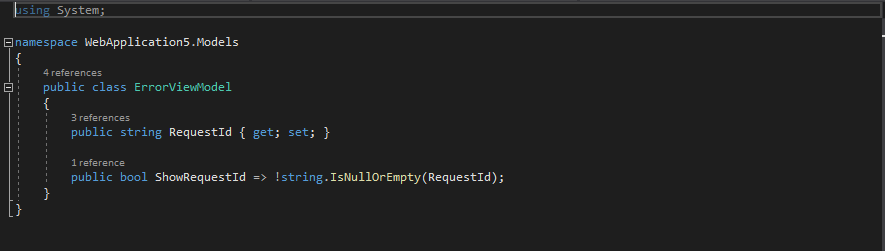 using System;
namespace WebApplication5.Models
{
4 references
public class ErrorViewModel
{
3 references
public string RequestId { get; set; }
1 reference
public bool ShowRequestId => !string.IsNullOrEmpty(RequestId);
}
}